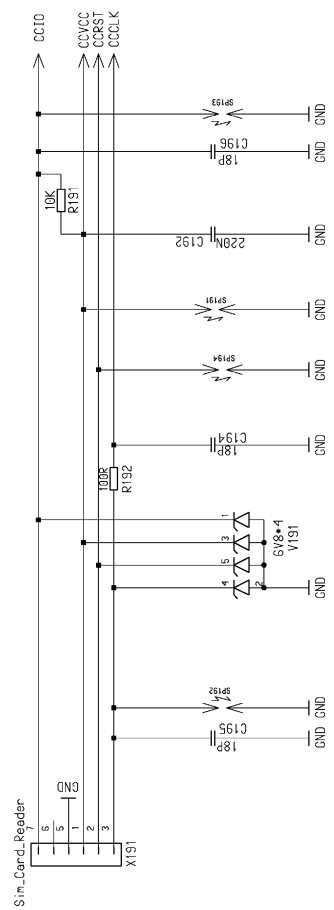 CCIO
CCVCC
CCRST
CCCLK
SP193
GND
C196
18P
GND
10K
R191
C192
220N
GND
SP191
GND
SP194
GND
C194
18P
GND
100R
R192
1
3
5
4
2
6V8*4
V191
GND
SP192
GND
C195
18P
GND
GND
Sim_Card_Reader
7
6
5
1
2
3
X191